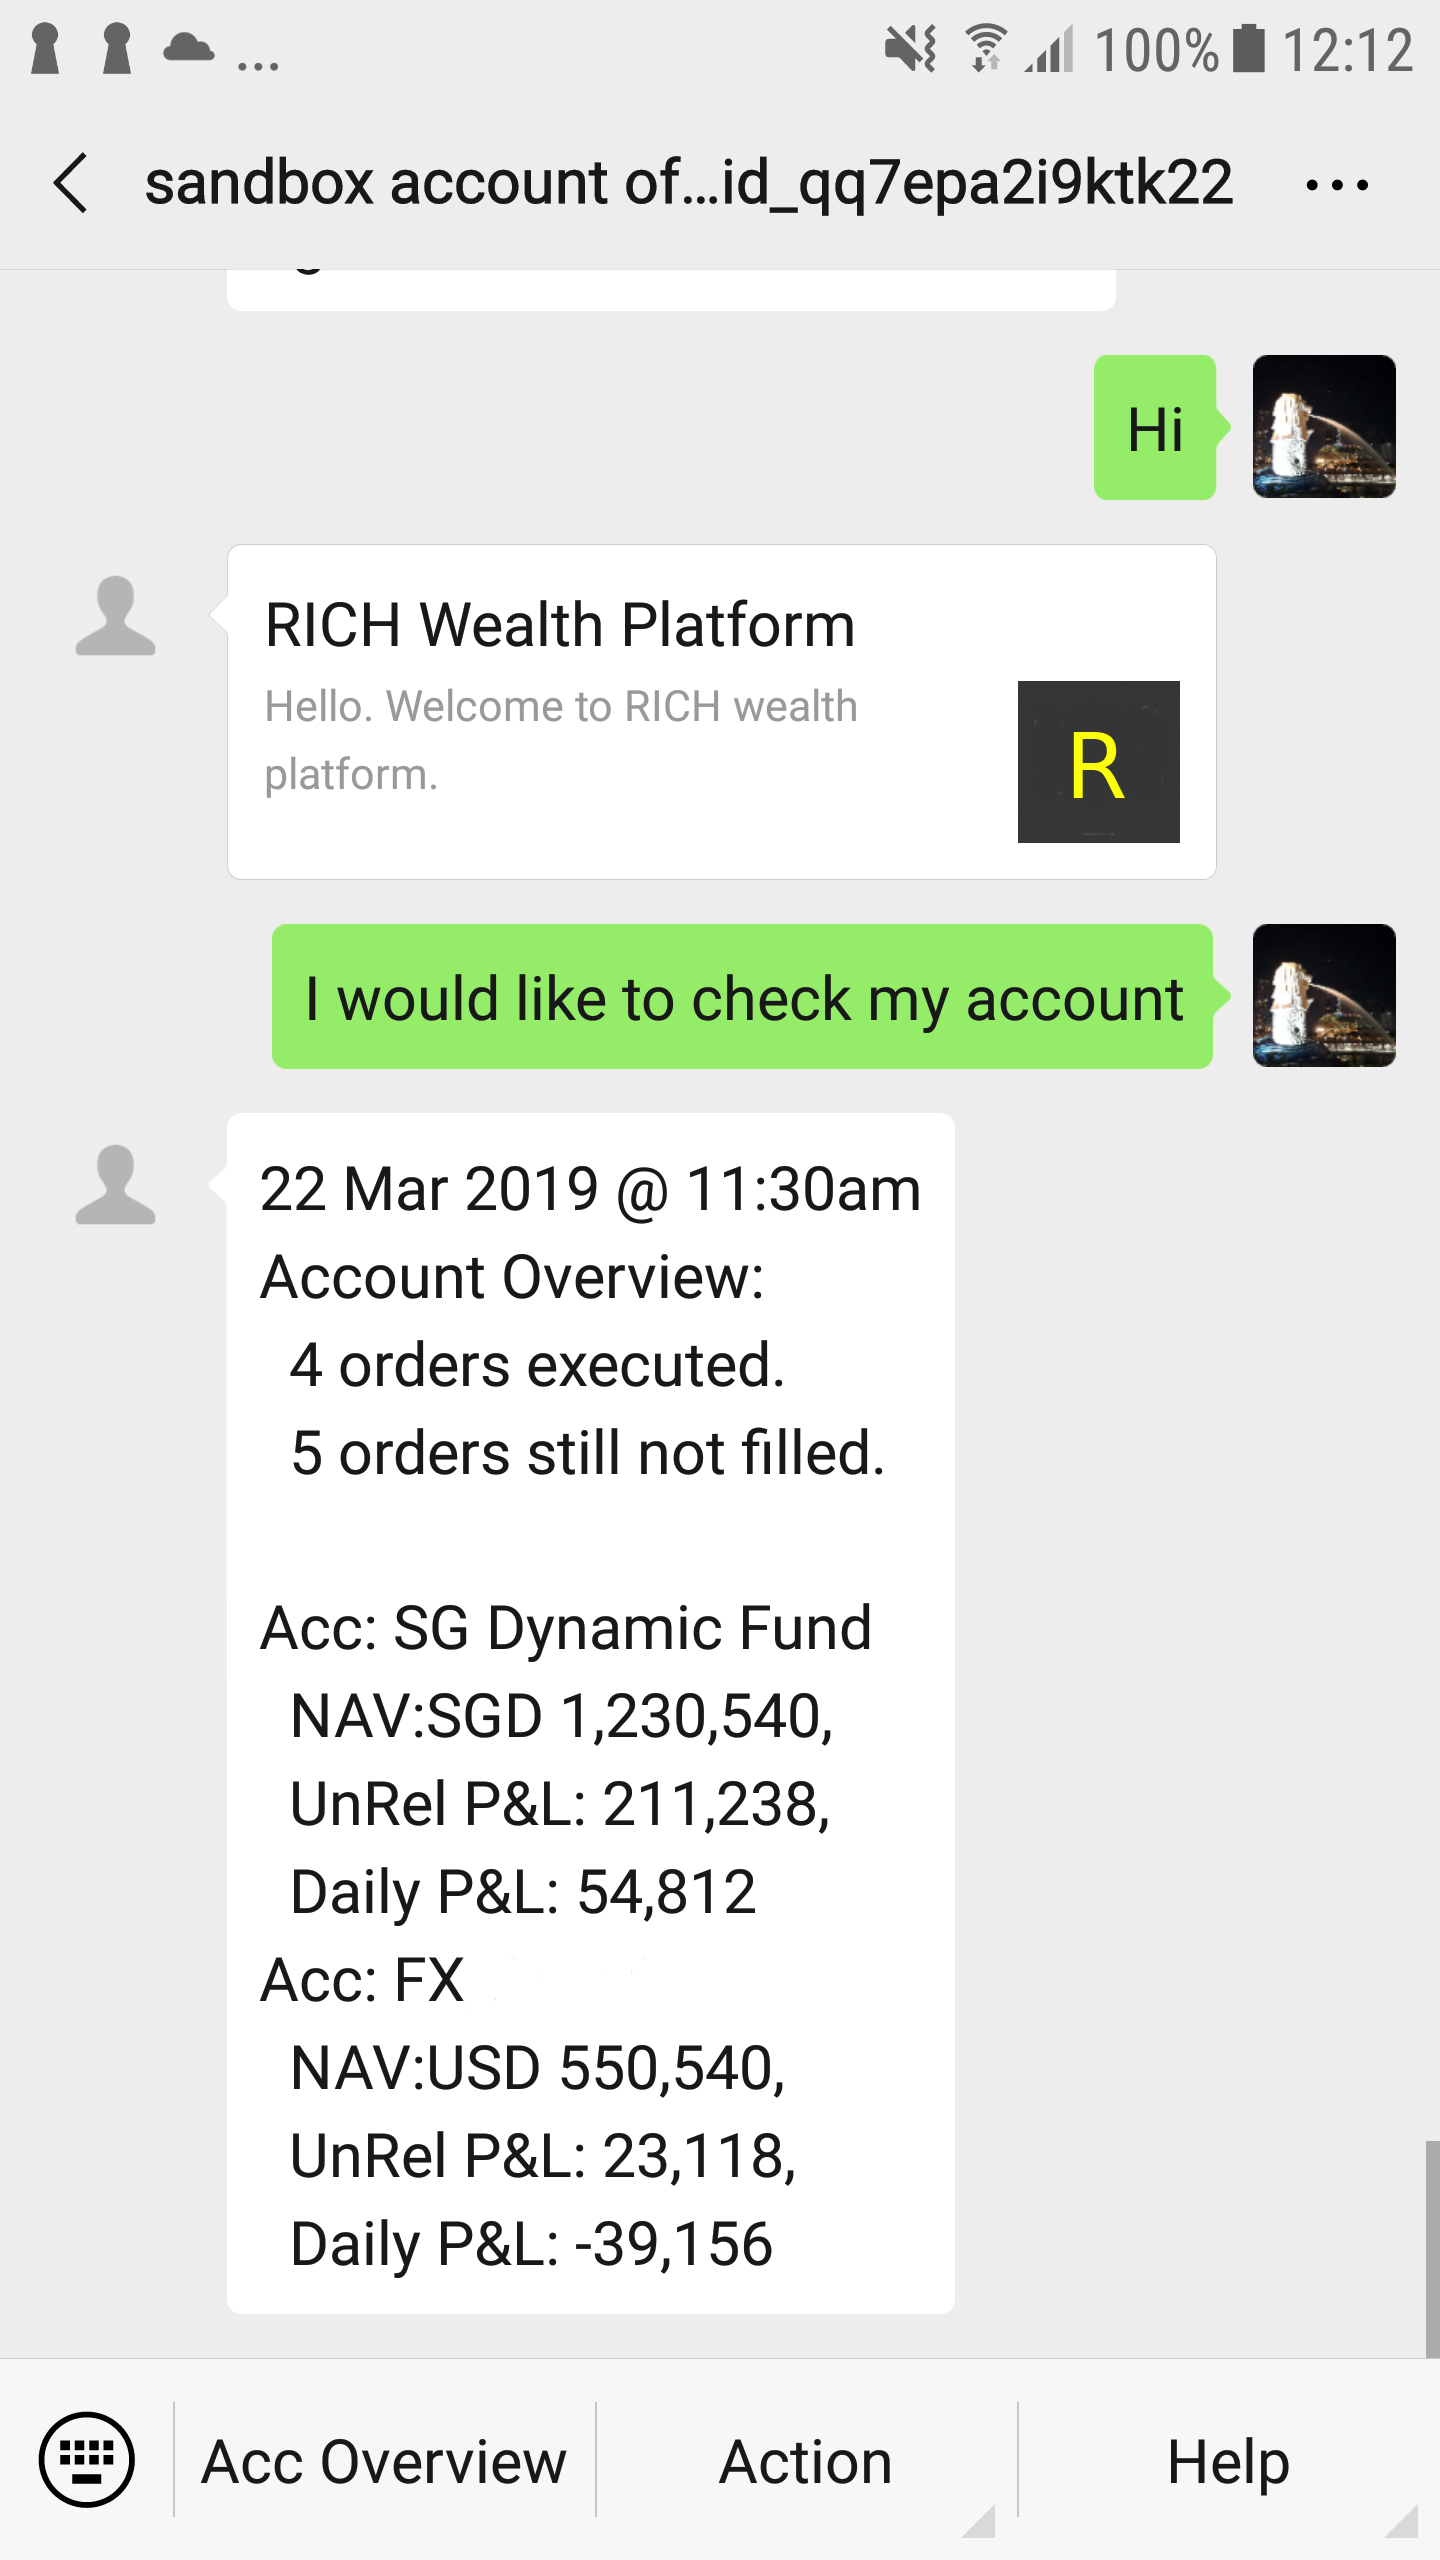 ... 100% 12:12
sandbox account of...id_qq7epa2i9ktk22 ...
Hi
RICH Wealth Platform
Hello. Welcome to RICH wealth
platform.
R
I would like to check my account
22 Mar 2019 @ 11:30am
Account Overview:
4 orders executed.
5 orders still not filled.
Acc: SG Dynamic Fund
NAV:SGD 1,230,540,
UnRel P&L: 211,238,
Daily P&L: 54,812
Acc: FX
NAV:USD 550,540,
UnRel P&L: 23,118,
Daily P&L: -39,156
Acc Overview Action Help